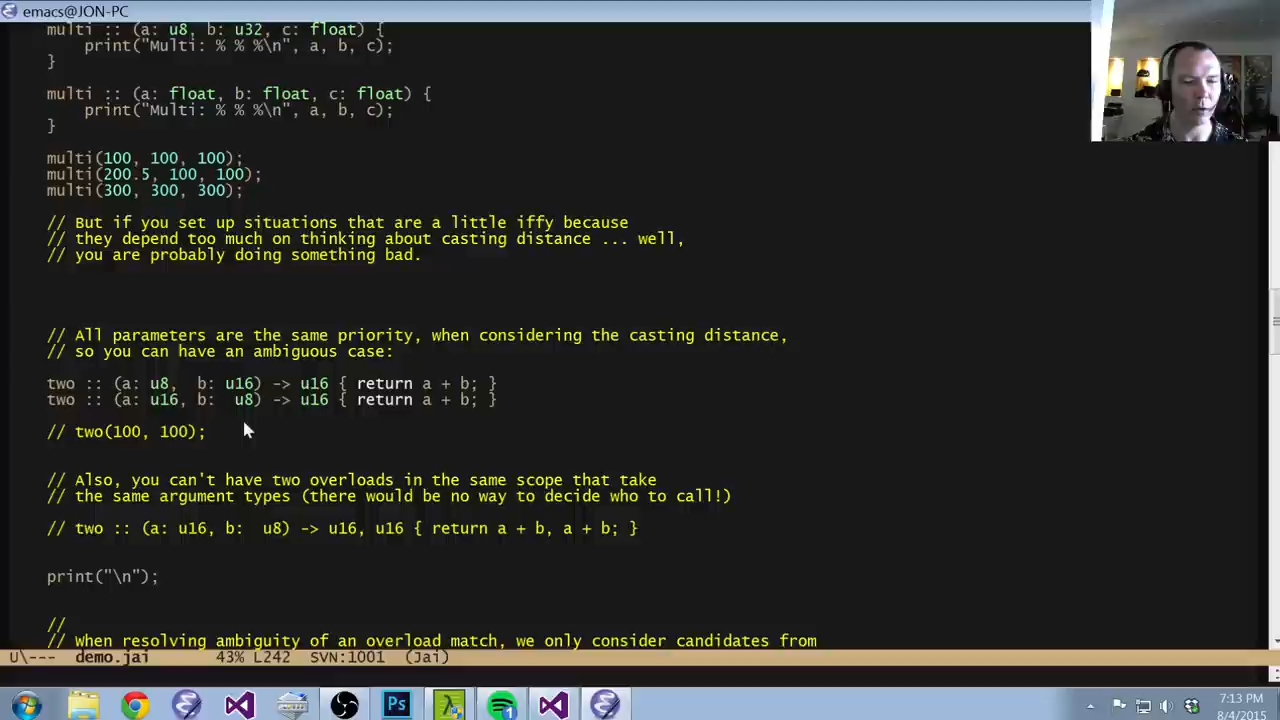 emacs@JON-PC
multi :: (a: u8, b: u32, c: float) {
print("Multi: % % %\n", a, b, c);
}
multi :: (a: float, b: float, c: float) {
print("Multi: % % %\n", a, b, c);
}
multi(100, 100, 100);
multi(200.5, 100, 100);
multi(300, 300, 300);
// But if you set up situations that are a little iffy because
// they depend too much on thinking about casting distance ... well,
// you are probably doing something bad.
// All parameters are the same priority, when considering the casting distance,
// so you can have an ambiguous case:
two :: (a: u8,  b: u16) -> u16 { return a + b; }
two :: (a: u16, b:  u8) -> u16 { return a + b; }
// two(100, 100);
// Also, you can't have two overloads in the same scope that take
// the same argument types (there would be no way to decide who to call!)
// two :: (a: u16, b:  u8) -> u16, u16 { return a + b, a + b; }
print("\n");
//
// When resolving ambiguity of an overload match, we only consider candidates from
U\--- demo.jai 43% L242 SVN:1001 (Jai)
Ps
1
7:13 PM
8/4/2015